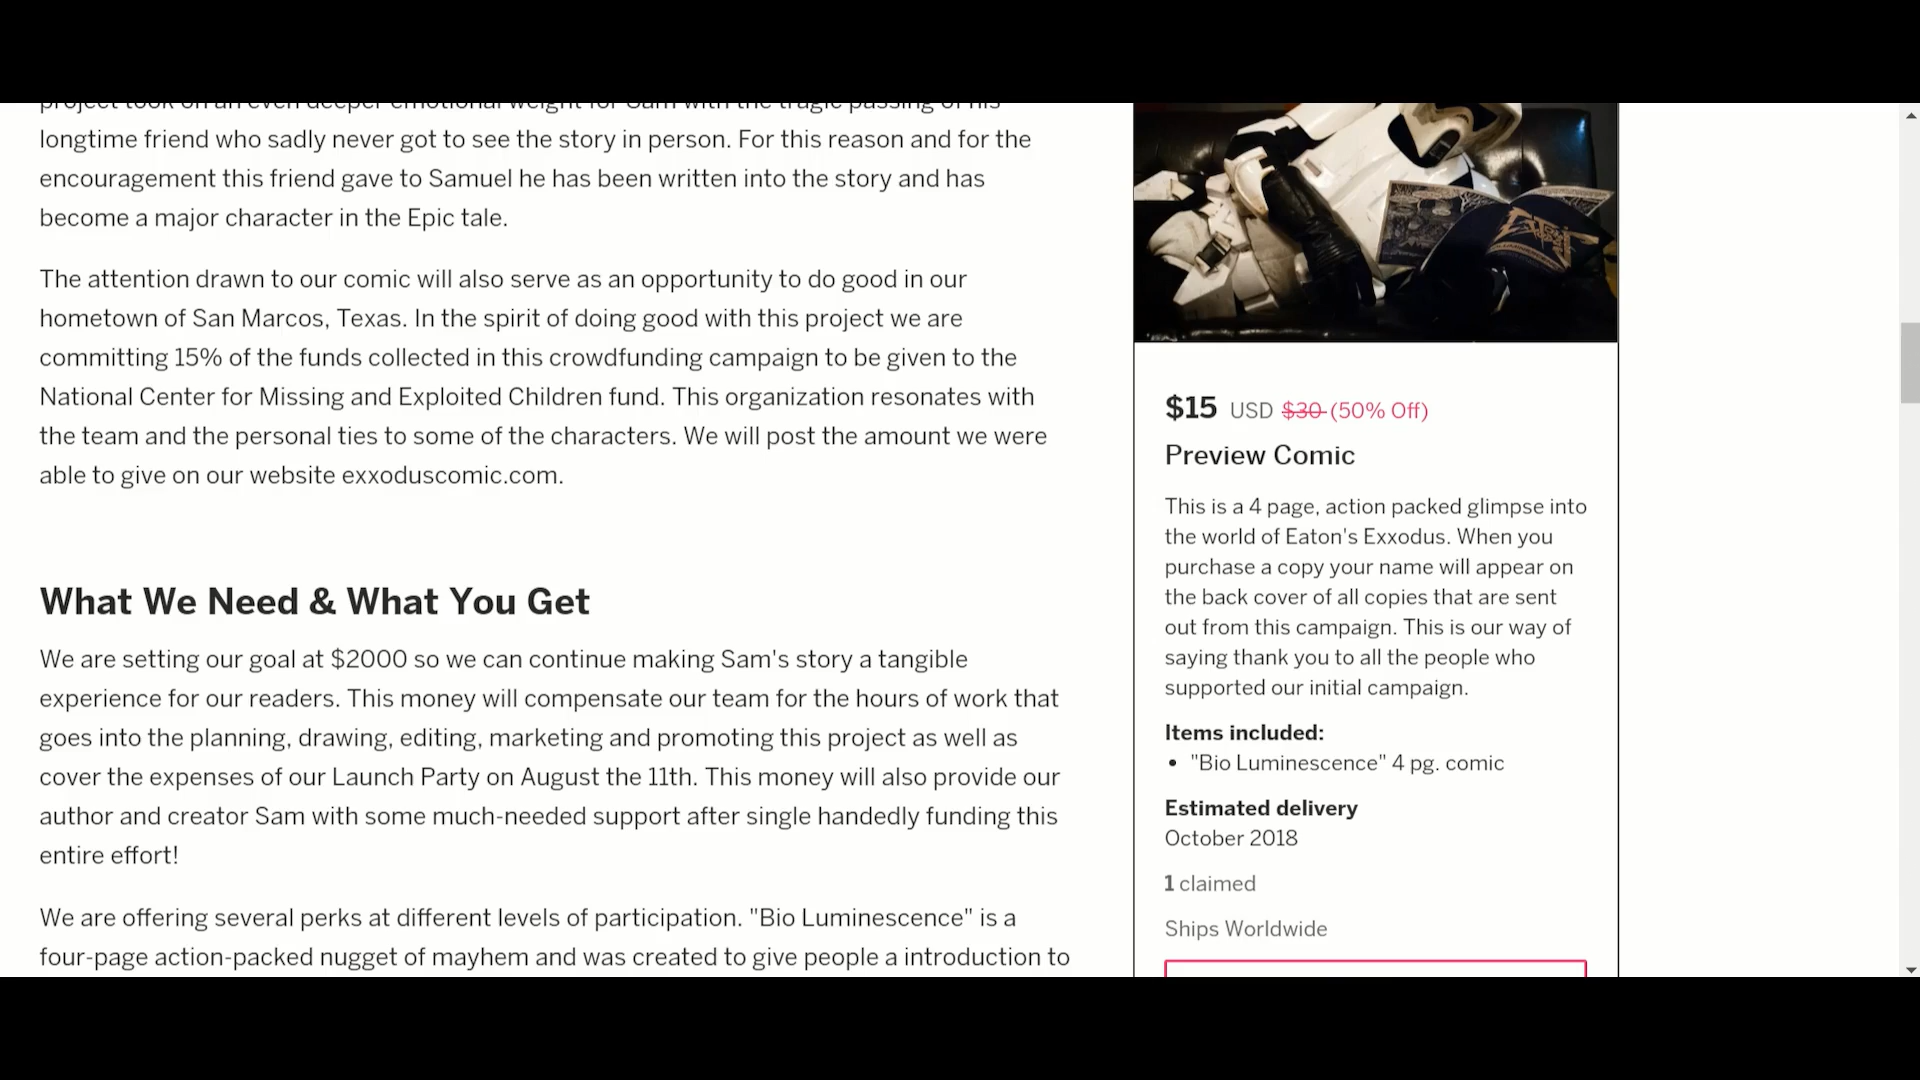 project took on an even deeper emotional weight for Sam with the tragic passing of his
longtime friend who sadly never got to see the story in person. For this reason and for the
encouragement this friend gave to Samuel he has been written into the story and has
become a major character in the Epic tale.
The attention drawn to our comic will also serve as an opportunity to do good in our
hometown of San Marcos, Texas. In the spirit of doing good with this project we are
committing 15% of the funds collected in this crowdfunding campaign to be given to the
National Center for Missing and Exploited Children fund. This organization resonates with
the team and the personal ties to some of the characters. We will post the amount we were
able to give on our website exxoduscomic.com.
What We Need & What You Get
We are setting our goal at $2000 so we can continue making Sam's story a tangible
experience for our readers. This money will compensate our team for the hours of work that
goes into the planning, drawing, editing, marketing and promoting this project as well as
cover the expenses of our Launch Party on August the 11th. This money will also provide our
author and creator Sam with some much-needed support after single handedly funding this
entire effort!
We are offering several perks at different levels of participation. "Bio Luminescence" is a
four-page action-packed nugget of mayhem and was created to give people a introduction to
$15 USD $30 (50% Off)
Preview Comic
This is a 4 page, action packed glimpse into
the world of Eaton's Exxodus. When you
purchase a copy your name will appear on
the back cover of all copies that are sent
out from this campaign. This is our way of
saying thank you to all the people who
supported our initial campaign.
Items included:
• "Bio Luminescence" 4 pg. comic
Estimated delivery
October 2018
1 claimed
Ships Worldwide